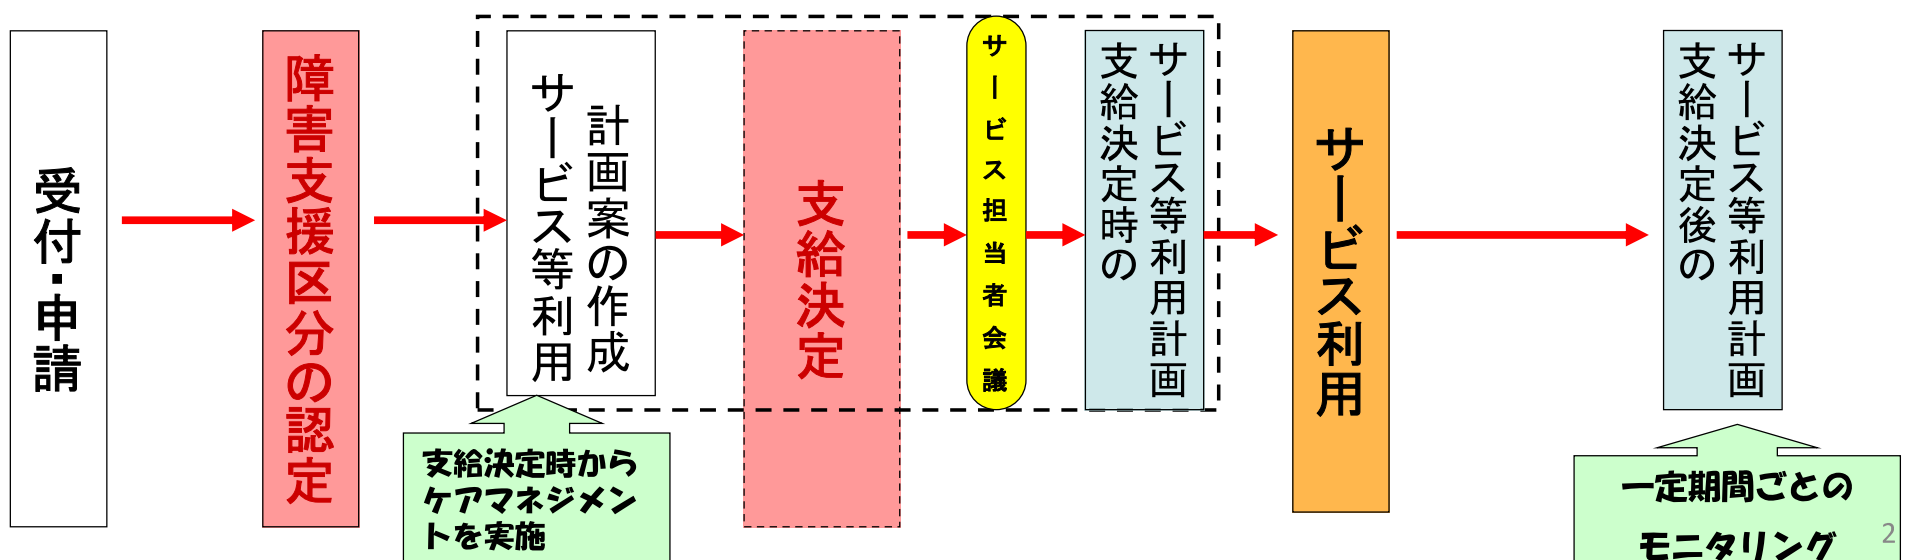 受付・申請
障害支援区分の認定
サービス等利用
計画案の作成
支給決定
サービス担当者会議
支給決定時の
サービス等利用計画
サービス利用
支給決定後の
サービス等利用計画
支給決定時から
ケアマネジメン
トを実施
一定期間ごとの
モニタリング
2